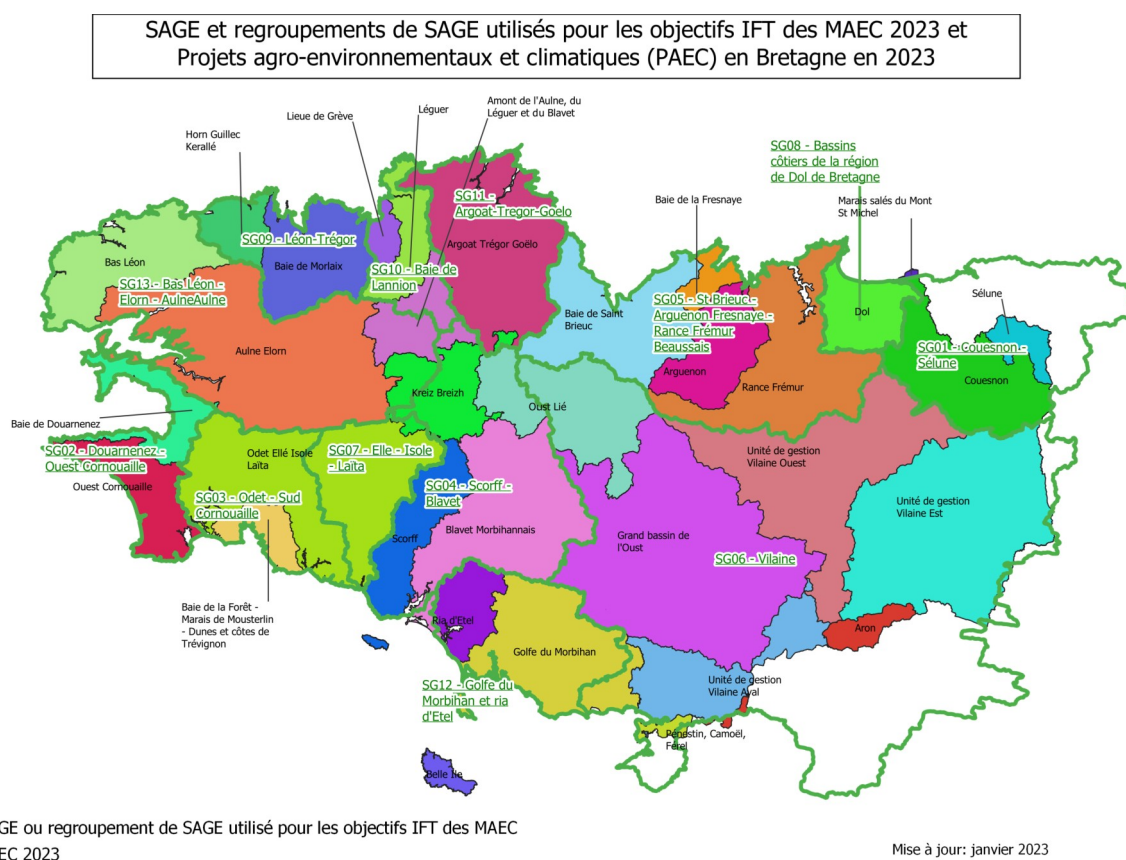 SAGE et regroupements de SAGE utilisés pour les objectifs IFT des MAEC 2023 et
Projets agro-environnementaux et climatiques (PAEC) en Bretagne en 2023
Amont de l'Aulne, du
Léguer et du Blavet
Léguer
Lieue de Grève
Horn Guillec
Kerallé
SG08 - Bassins
côtiers de la région
de Dol de Bretagne
Baie de la Fresnaye
Marais salés du Mont
St Michel
SG11 -
Argoat-Tregor-Goelo
Argoat Trégor Goëlo
SG09 - Léon-Trégor
Baie de Morlaix
Bas Léon
SG10 - Baie de
Lannion
SG13 - Bas Léon -
Elorn - AulneAulne
Aulne Elorn
Baie de Saint
Brieuc
SG05 - St Brieuc -
Arguenon Fresnaye -
Rance Frémur
Beaussais
Arguenon
Rance Frémur
Dol
Sélune
SG01 - Couesnon -
Sélune
Couesnon
Kreiz Breizh
Oust Lié
Baie de Douarnenez
SG02 - Douarnenez -
Ouest Cornouaille
Ouest Cornouaille
Odet Ellé Isole
Laïta
SG07 - Elle - Isole
- Laïta
SG03 - Odet - Sud
Cornouaille
SG04 - Scorff -
Blavet
Scorff
Blavet Morbihannais
Unité de gestion
Vilaine Ouest
Unité de gestion
Vilaine Est
Grand bassin de
l'Oust
SG06 - Vilaine
Baie de la Forêt -
Marais de Mousterlin
- Dunes et côtes de
Trévignon
Ria d'Etel
Golfe du Morbihan
Aron
SG12 - Golfe du
Morbihan et ria
d'Etel
Unité de gestion
Vilaine Aval
Pénestin, Camoël,
Férel
Belle Ile
GE ou regroupement de SAGE utilisé pour les objectifs IFT des MAEC
EC 2023
Mise à jour: janvier 2023